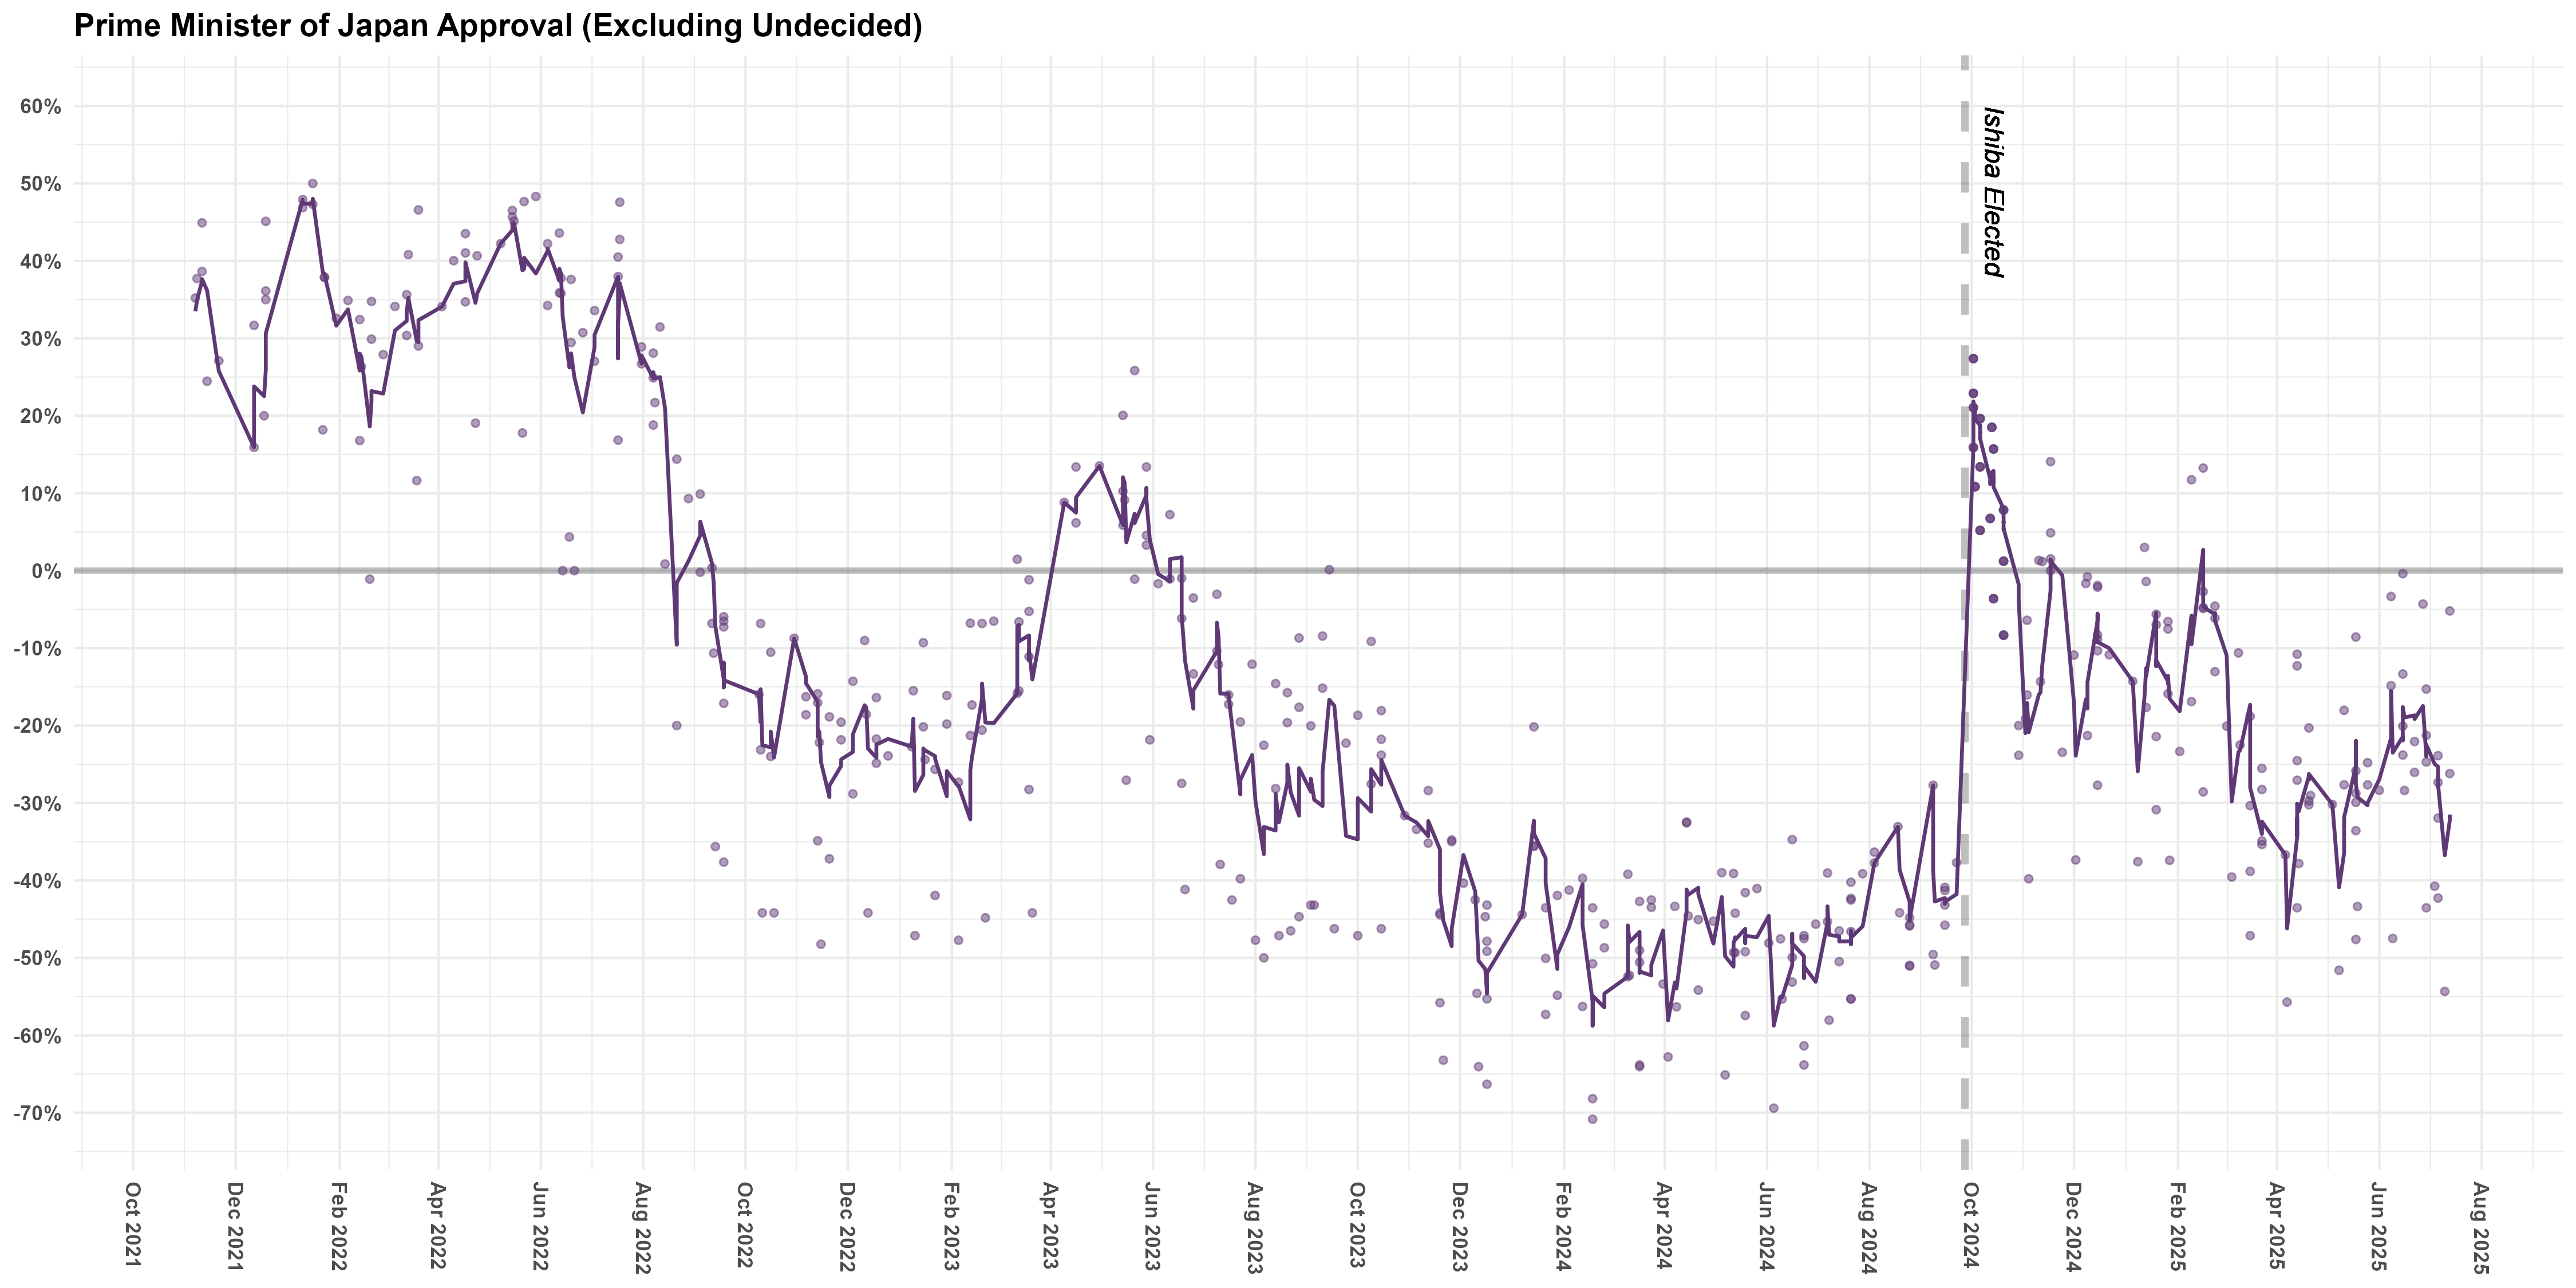 Prime Minister of Japan Approval (Excluding Undecided)
60%
50%
40%
30%
20%
10%
0%
-10%
-20%
-30%
-40%
-50%
-60%
-70%
Ishiba Elected
Oct 2021
Dec 2021
Feb 2022
Apr 2022
Jun 2022
Aug 2022
Oct 2022
Dec 2022
Feb 2023
Apr 2023
Jun 2023
Aug 2023
Oct 2023
Dec 2023
Feb 2024
Apr 2024
Jun 2024
Aug 2024
Oct 2024
Dec 2024
Feb 2025
Apr 2025
Jun 2025
Aug 2025